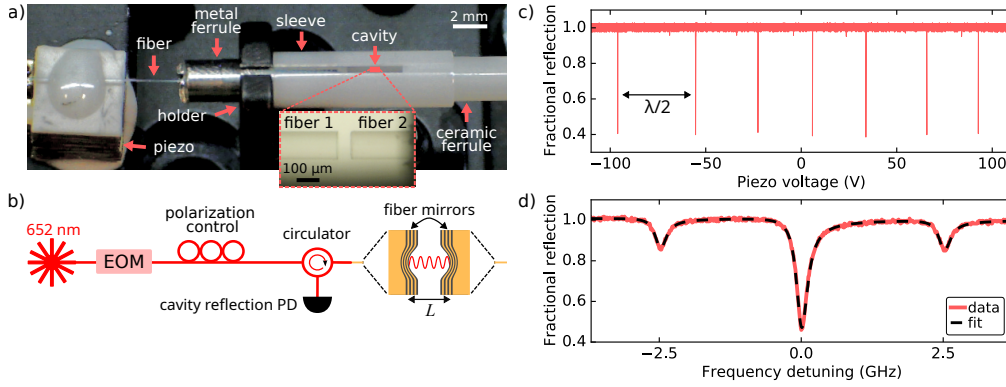 a)
metal
ferrule
sleeve
cavity
2 mm
fiber
holder
piezo
fiber 1
fiber 2
100 μm
ceramic
ferrule
b)
652 nm
EOM
polarization
control
circulator
cavity reflection PD
fiber mirrors
L
c)
Fractional reflection
1.0
0.8
0.6
0.4
λ/2
−100
−50
0
50
100
Piezo voltage (V)
d)
Fractional reflection
1.0
0.8
1.0
0.6
0.4
data
fit
−2.5
0.0
2.5
Frequency detuning (GHz)